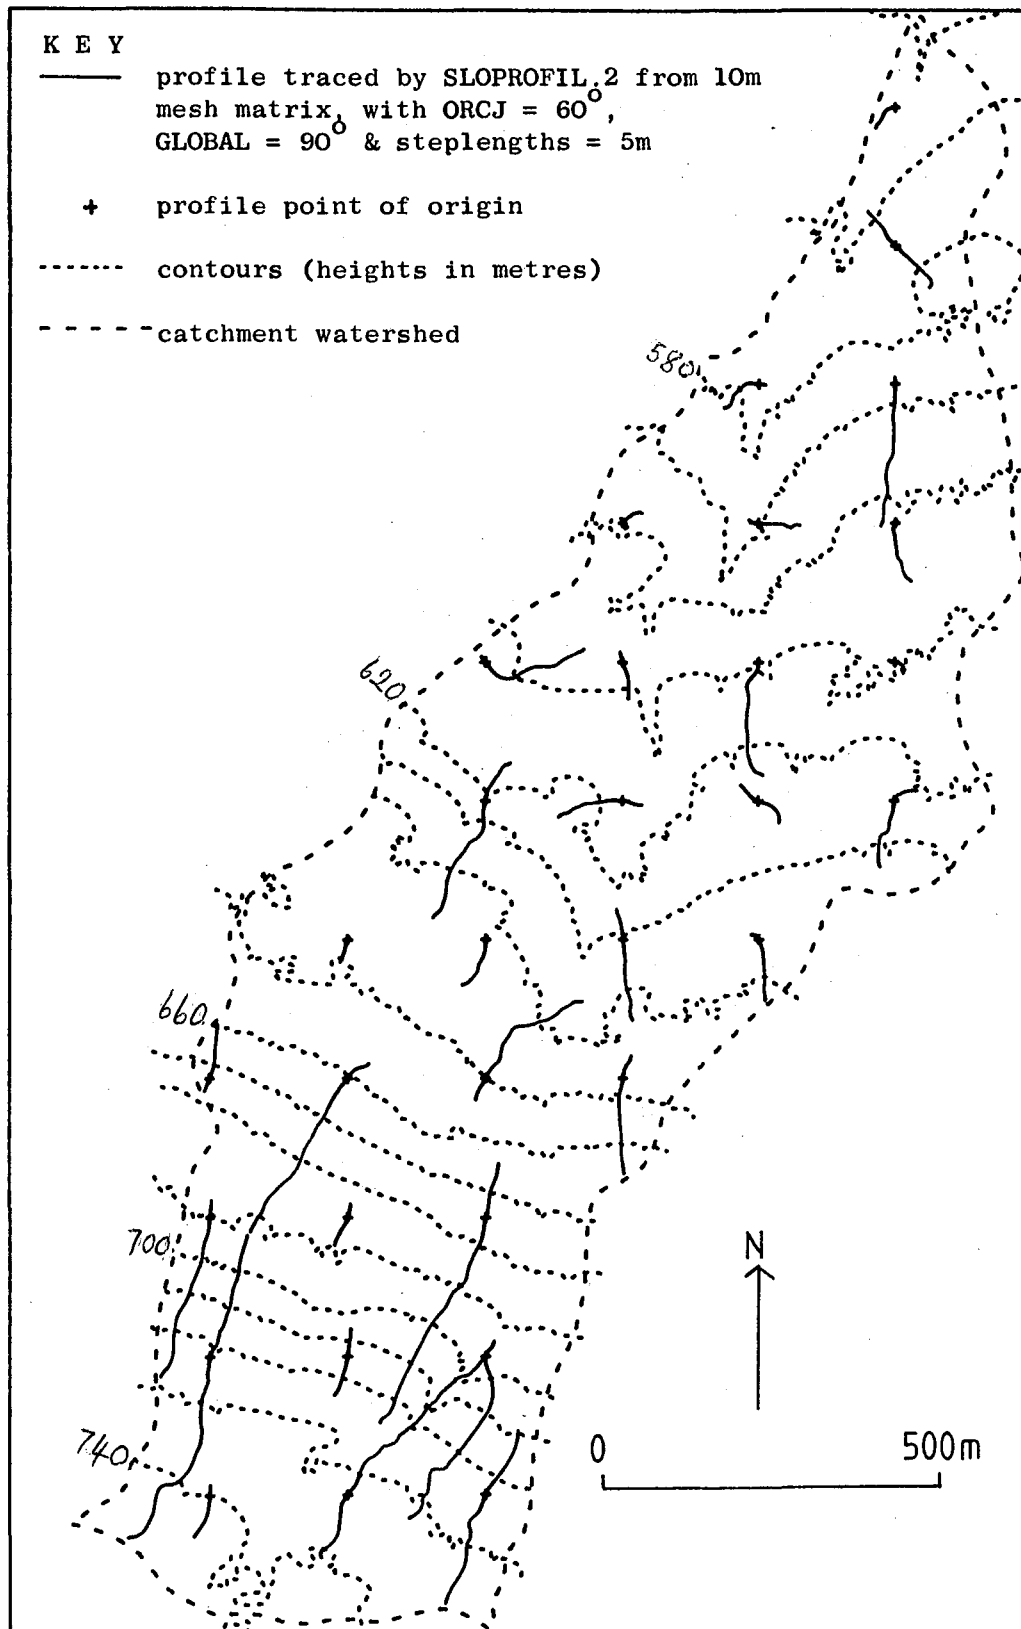 K E Y
profile traced by SLOPROFIL.2 from 10m
mesh matrix, with ORCJ = 60°,
GLOBAL = 90° & steplengths = 5m
profile point of origin
contours (heights in metres)
catchment watershed
580
620
660
700
N
0 500m
740